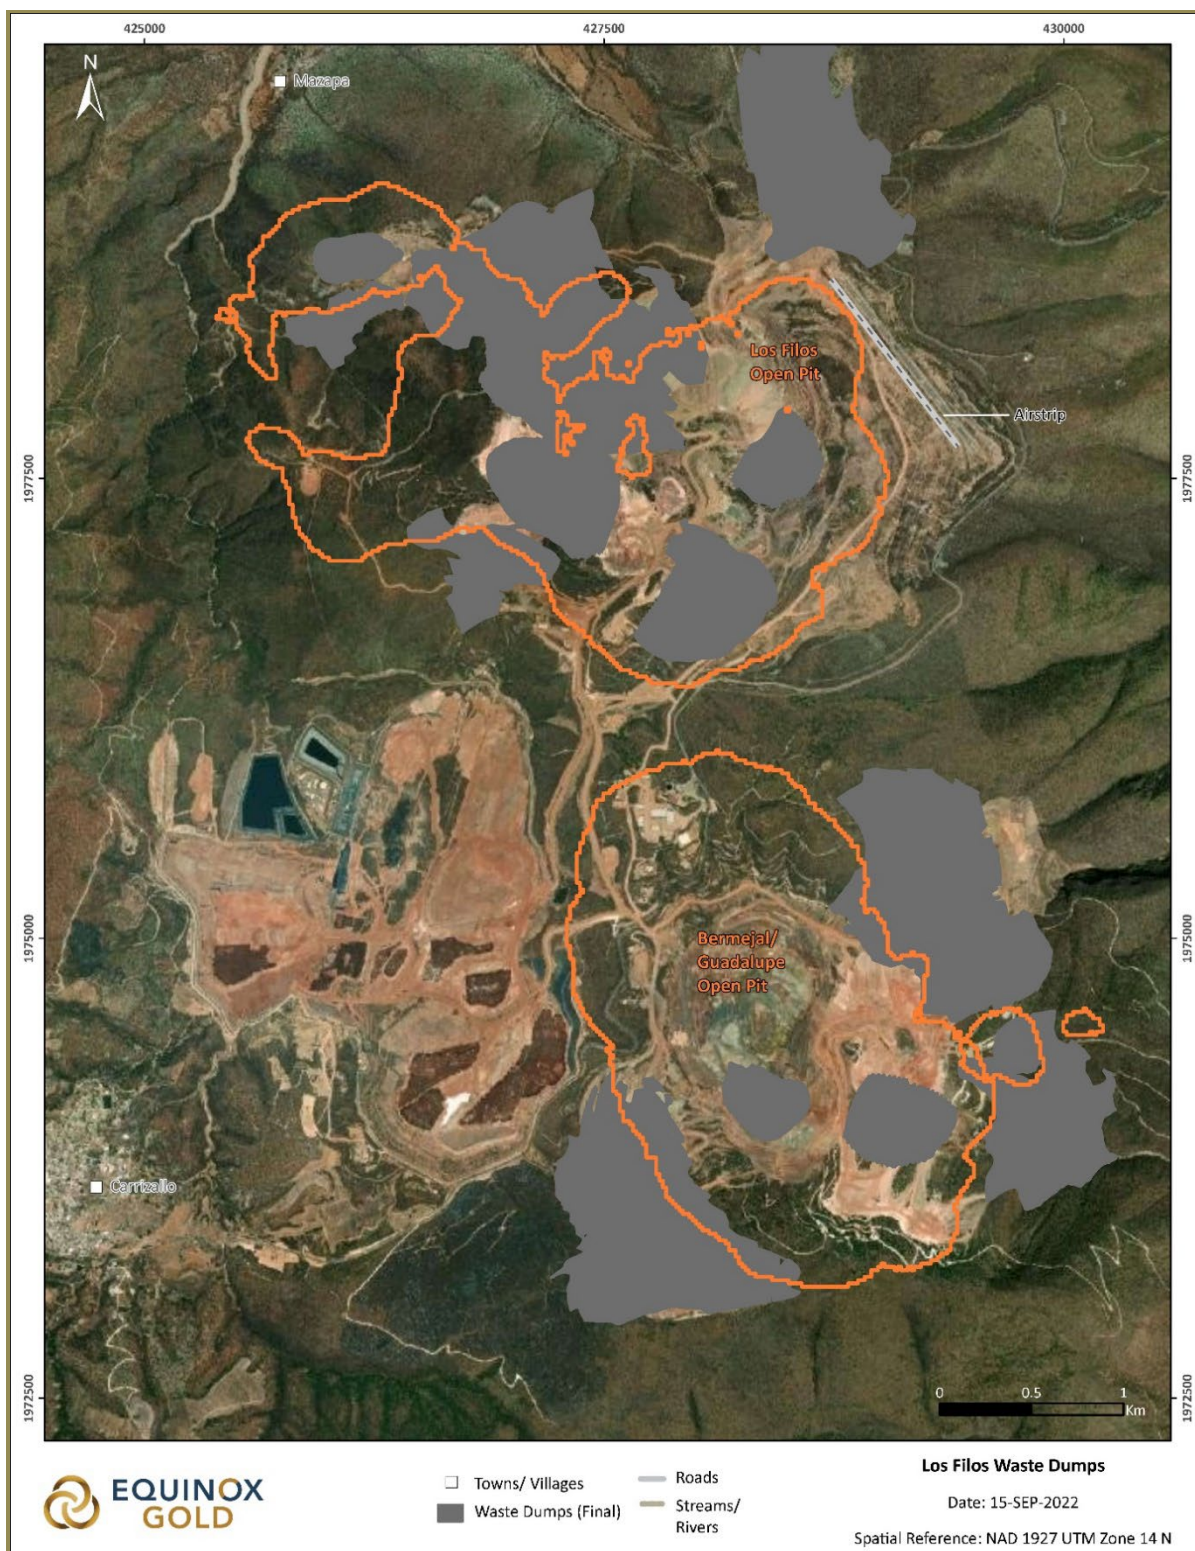 425000
427500
430000
N
Mazapa
Los Filos
Open Pit
Airstrip
1977500
1977500
1975000
1975000
Bermejal/
Guadalupe
Open Pit
Carrizalo
0 0.5 1
Km
1972500
1972500
EQUINOX
GOLD
Towns/ Villages
Waste Dumps (Final)
Roads
Streams/
Rivers
Los Filos Waste Dumps
Date: 15-SEP-2022
Spatial Reference: NAD 1927 UTM Zone 14 N